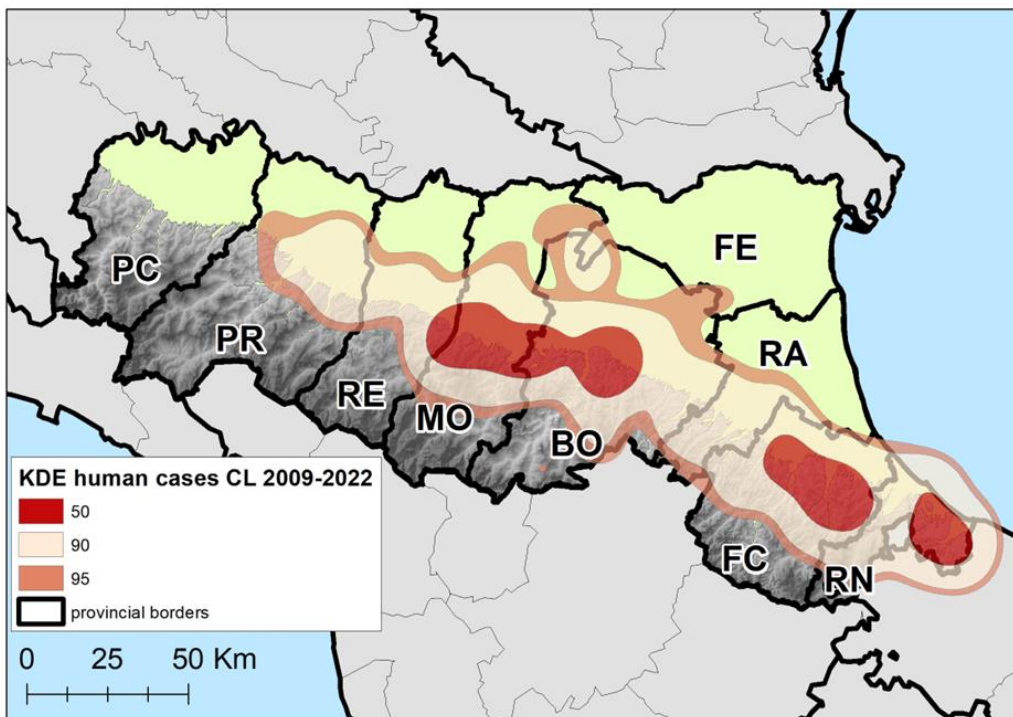 FE
PC
RA
PR
RE
MO
BO
FC
RN
KDE human cases CL 2009-2022
50
90
95
provincial borders
0 25 50 Km